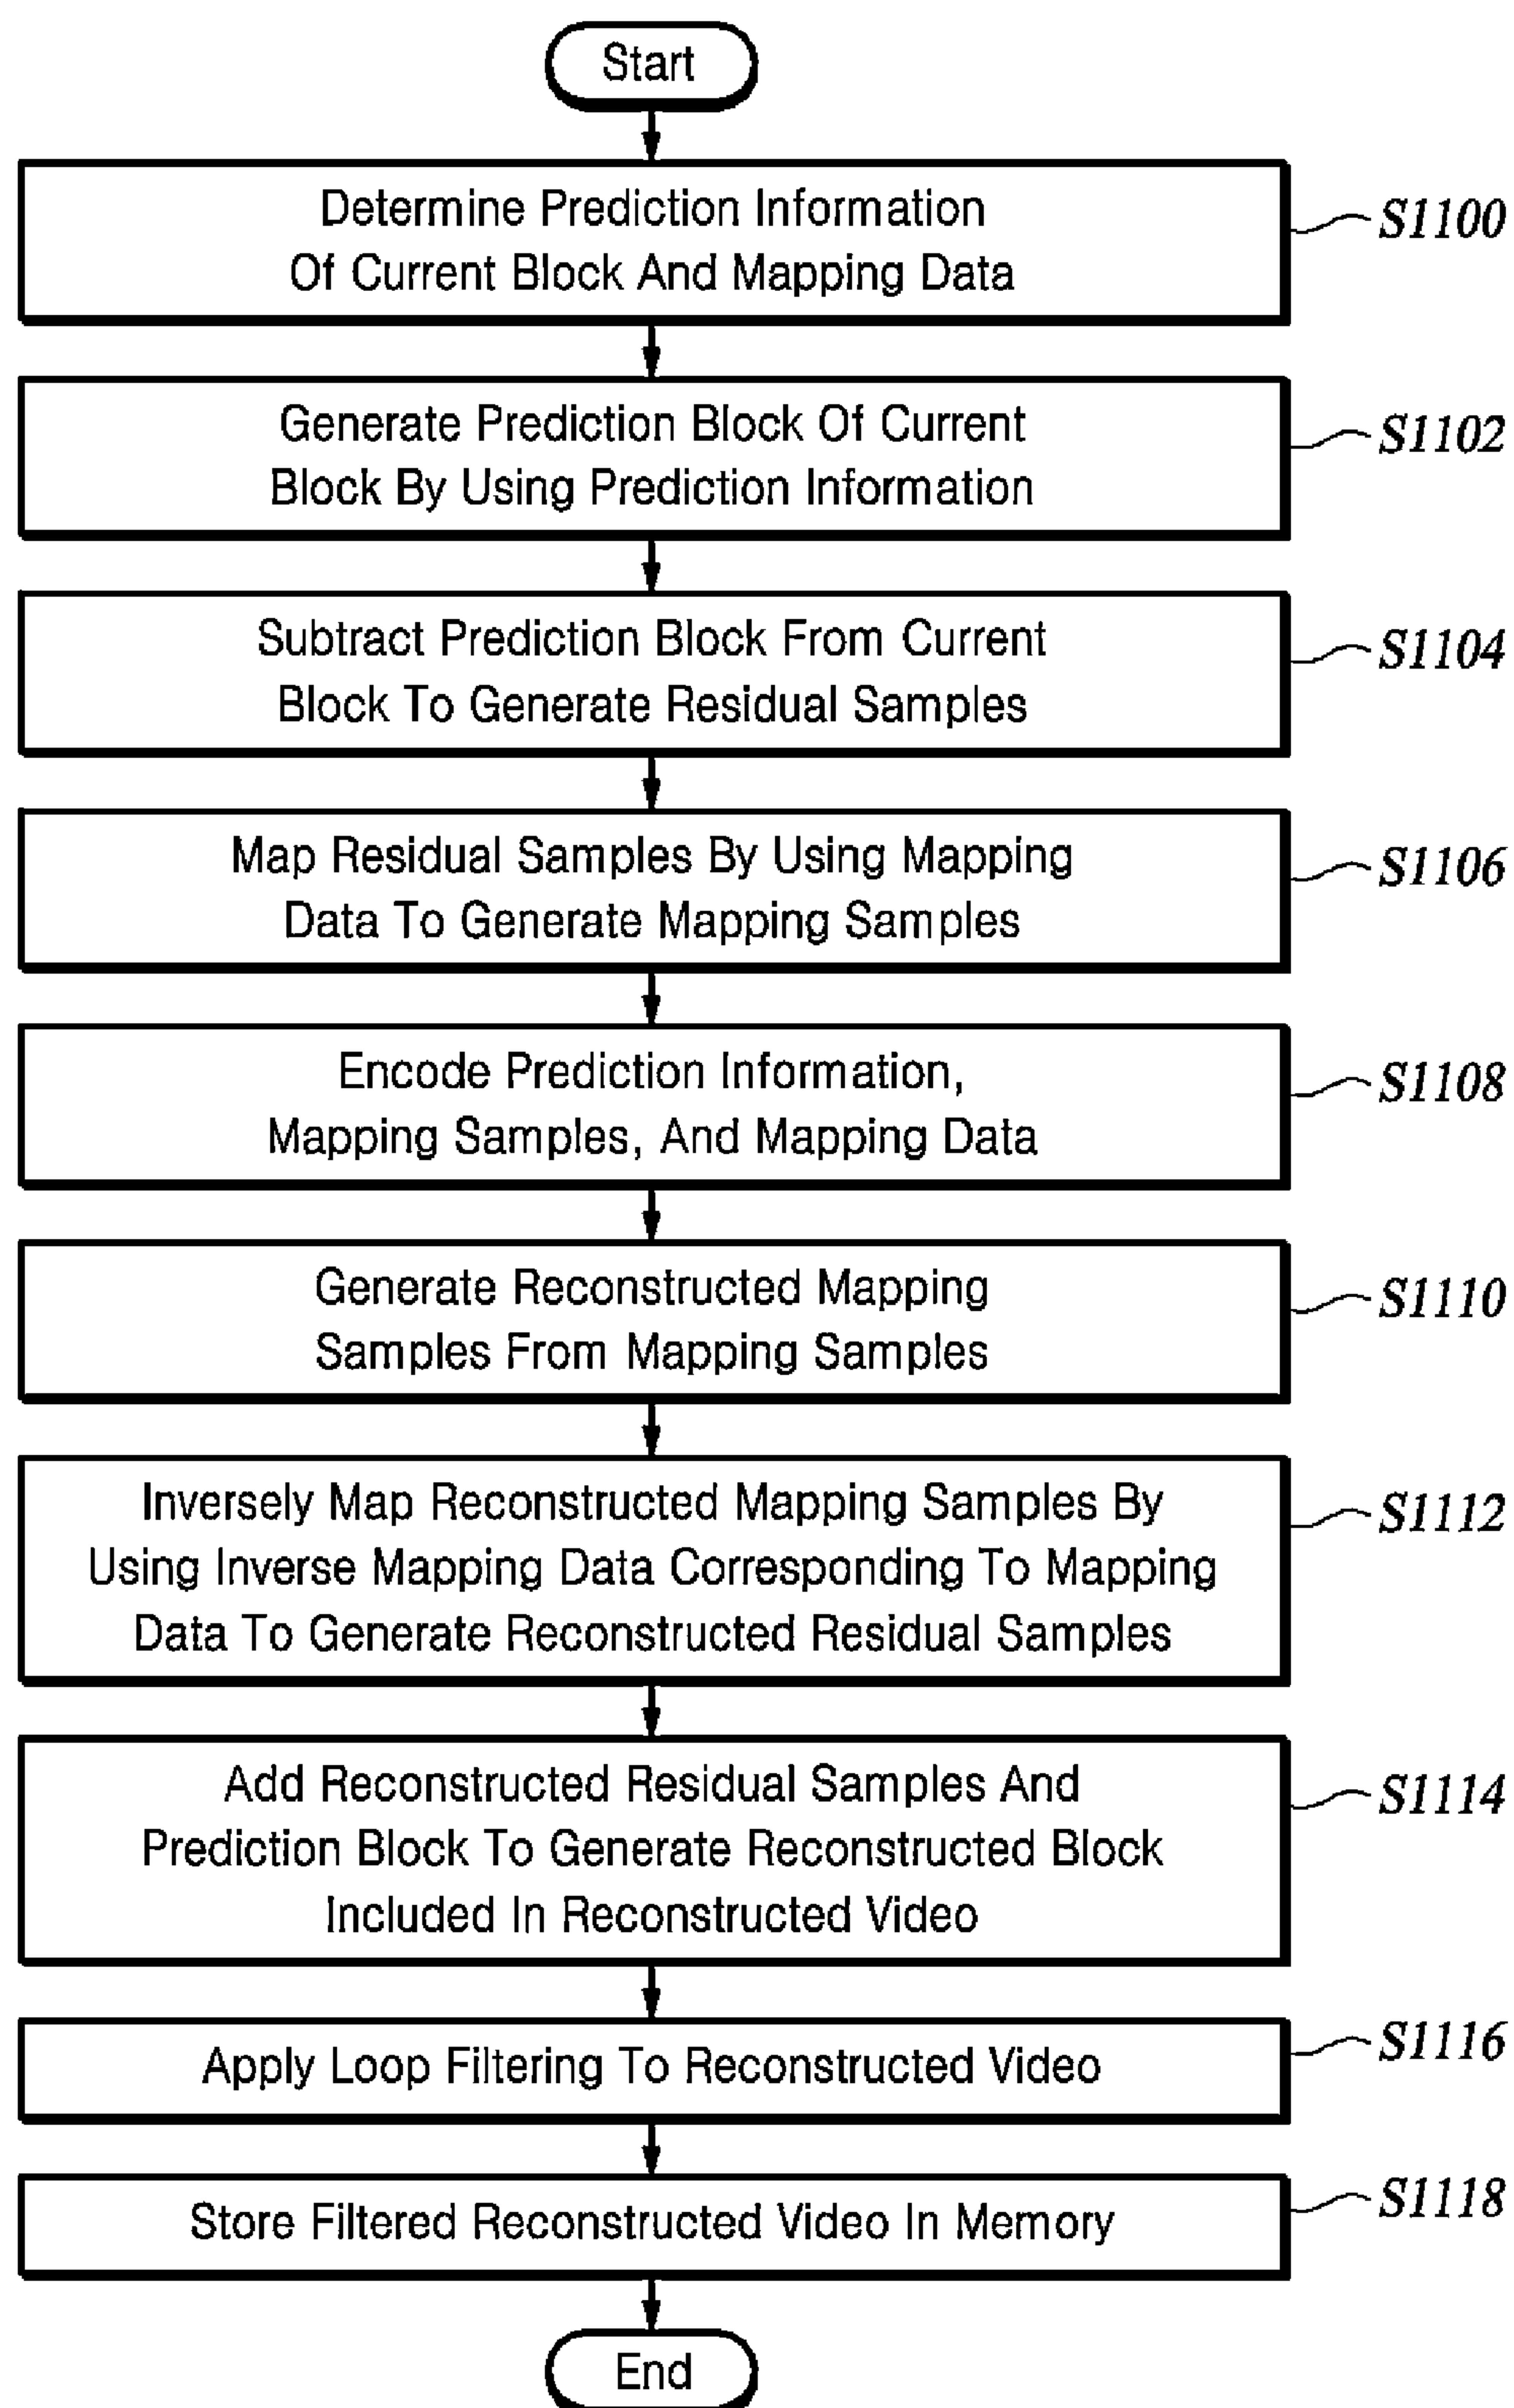 Start
Determine Prediction Information
Of Current Block And Mapping Data
S1100
Generate Prediction Block Of Current
Block By Using Prediction Information
S1102
Subtract Prediction Block From Current
Block To Generate Residual Samples
S1104
Map Residual Samples By Using Mapping
Data To Generate Mapping Samples
S1106
Encode Prediction Information,
Mapping Samples, And Mapping Data
S1108
Generate Reconstructed Mapping
Samples From Mapping Samples
S1110
Inversely Map Reconstructed Mapping Samples By
Using Inverse Mapping Data Corresponding To Mapping
Data To Generate Reconstructed Residual Samples
S1112
Add Reconstructed Residual Samples And
Prediction Block To Generate Reconstructed Block
Included In Reconstructed Video
S1114
Apply Loop Filtering To Reconstructed Video
S1116
Store Filtered Reconstructed Video In Memory
S1118
End